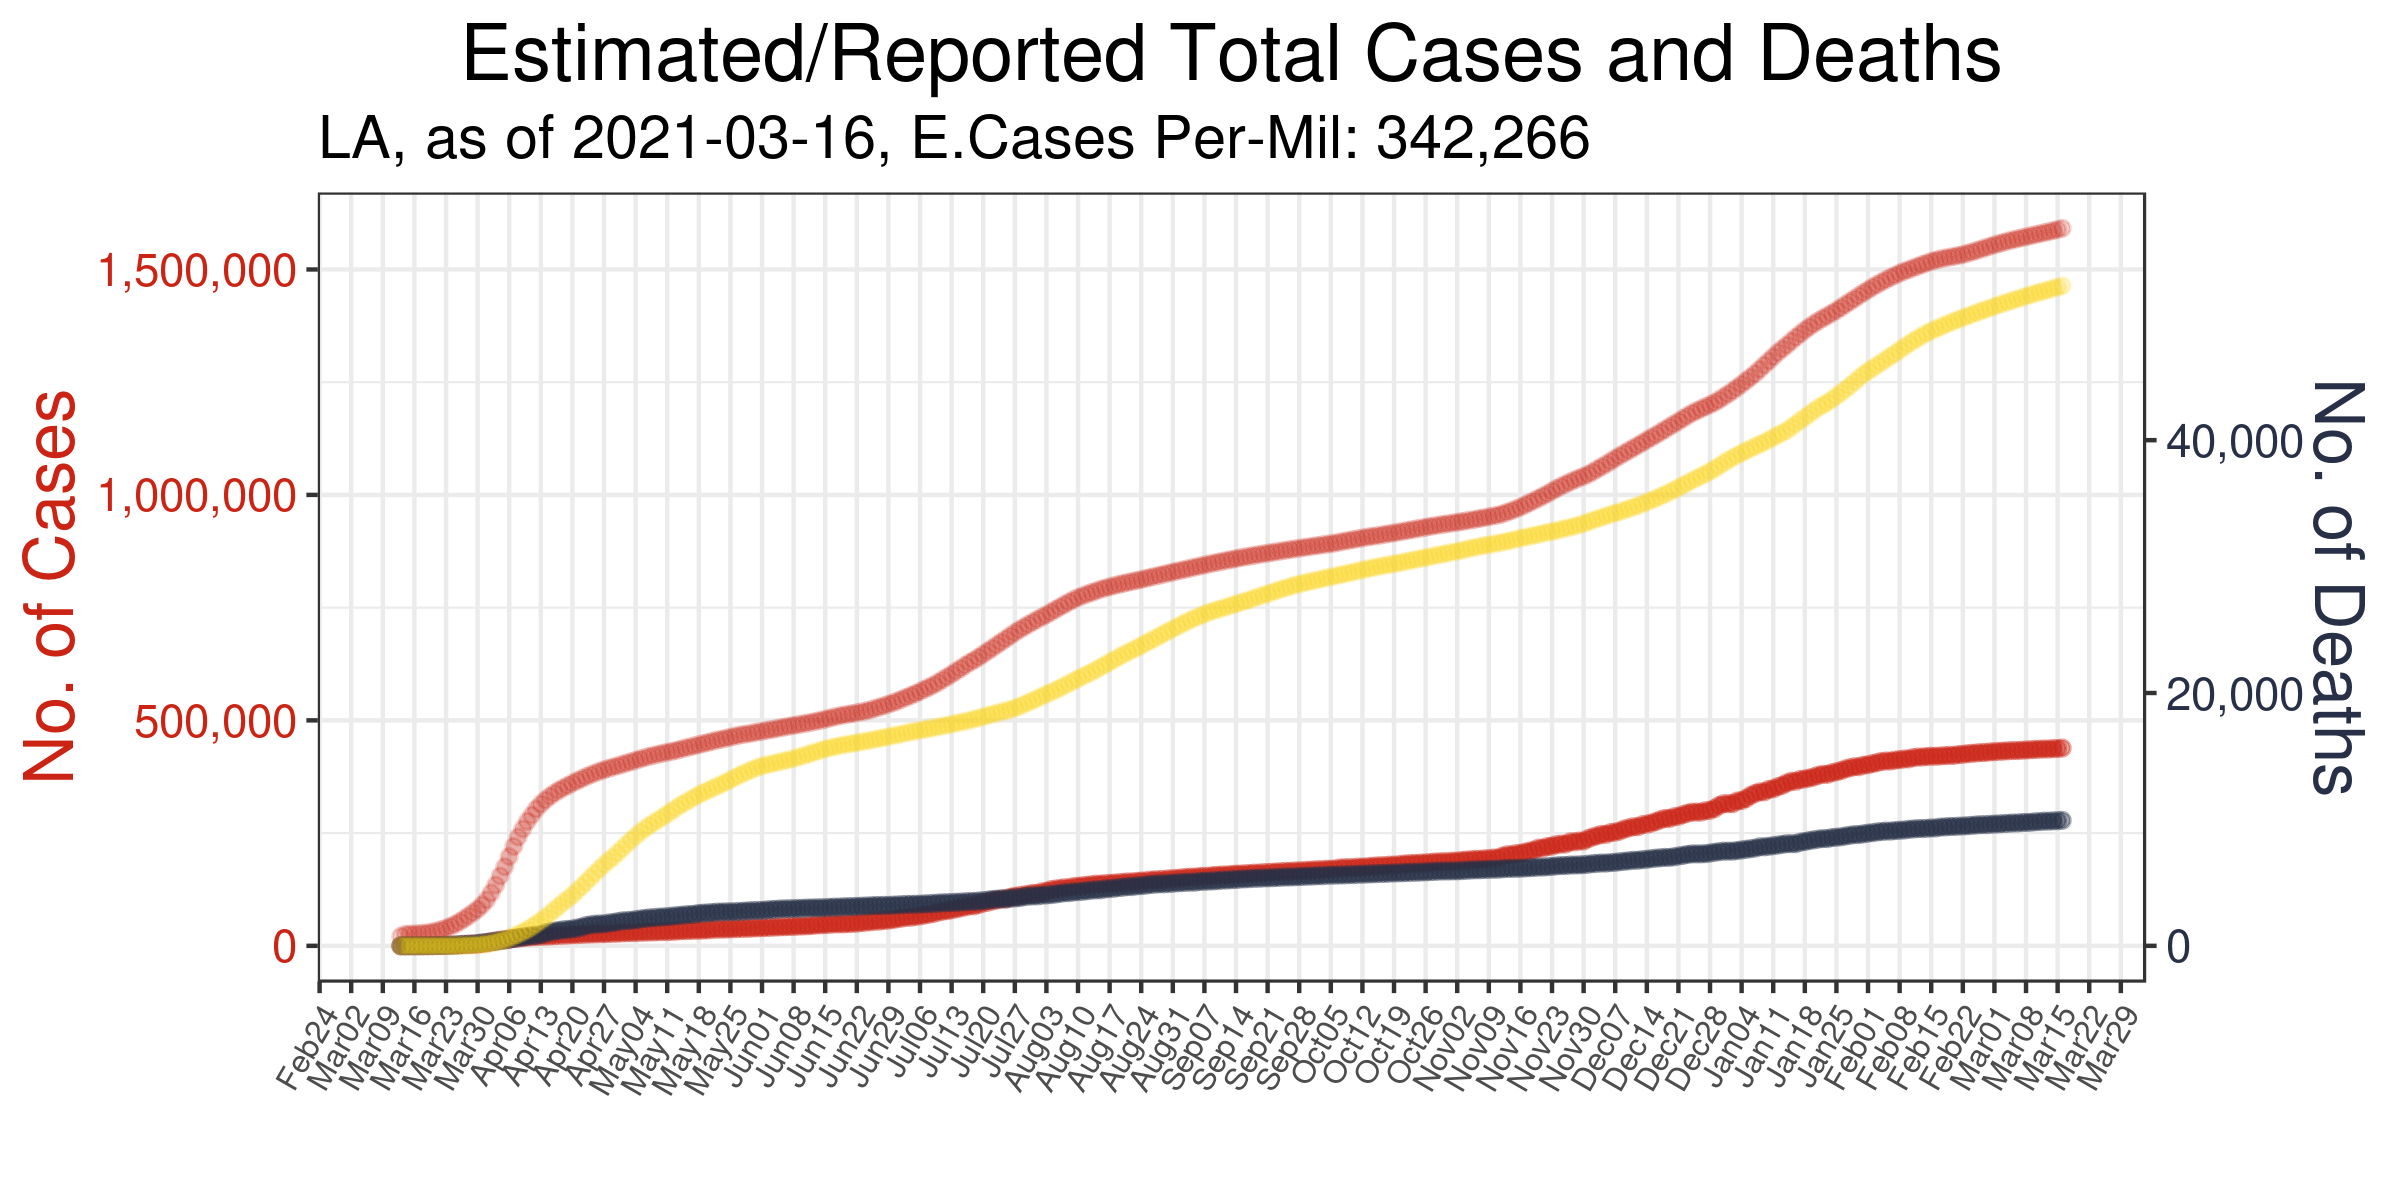 Estimated/Reported Total Cases and Deaths
LA, as of 2021-03-16, E.Cases Per-Mil: 342,266
No. of Cases
1,500,000
1,000,000
500,000
0
40,000
20,000
0
No. of Deaths
Feb24
Mar02
Mar09
Mar16
Mar23
Mar30
Apr06
Apr13
Apr20
Apr27
May04
May11
May18
May25
Jun01
Jun08
Jun15
Jun22
Jun29
Jul06
Jul13
Jul20
Jul27
Aug03
Aug10
Aug17
Aug24
Aug31
Sep07
Sep14
Sep21
Sep28
Oct05
Oct12
Oct19
Oct26
Nov02
Nov09
Nov16
Nov23
Nov30
Dec07
Dec14
Dec21
Dec28
Jan04
Jan11
Jan18
Jan25
Feb01
Feb08
Feb15
Feb22
Mar01
Mar08
Mar15
Mar22
Mar29